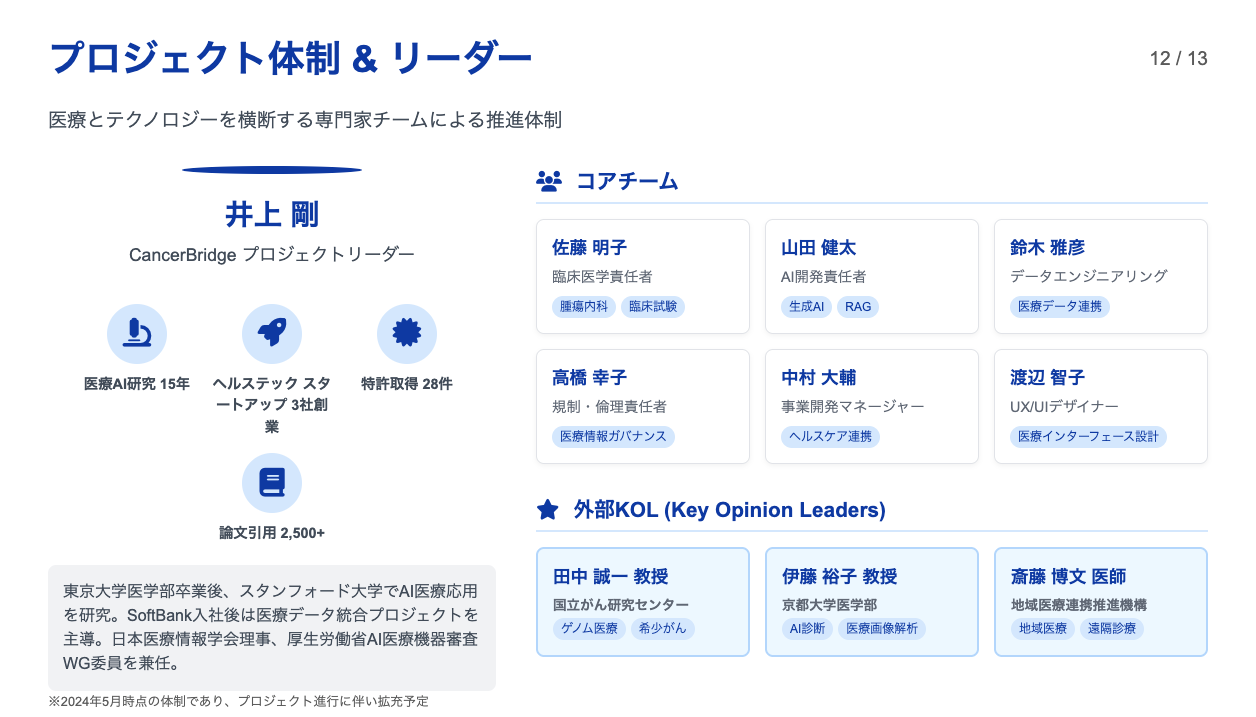 プロジェクト体制 & リーダー
12 / 13
医療とテクノロジーを横断する専門家チームによる推進体制
井上 剛
CancerBridge プロジェクトリーダー
医療AI研究 15年
ヘルステック スタ
ートアップ 3社創
業
特許取得 28件
論文引用 2,500+
東京大学医学部卒業後、スタンフォード大学でAI医療応用
を研究。SoftBank入社後は医療データ統合プロジェクトを
主導。日本医療情報学会理事、厚生労働省AI医療機器審査
WG委員を兼任。
※2024年5月時点の体制であり、プロジェクト進行に伴い拡充予定
コアチーム
佐藤 明子
臨床医学責任者
腫瘍内科 臨床試験
山田 健太
AI開発責任者
生成AI RAG
鈴木 雅彦
データエンジニアリング
医療データ連携
高橋 幸子
規制・倫理責任者
医療情報ガバナンス
中村 大輔
事業開発マネージャー
ヘルスケア連携
渡辺 智子
UX/UIデザイナー
医療インターフェース設計
外部KOL (Key Opinion Leaders)
田中 誠一 教授
国立がん研究センター
ゲノム医療 希少がん
伊藤 裕子 教授
京都大学医学部
AI診断 医療画像解析
斎藤 博文 医師
地域医療連携推進機構
地域医療 遠隔診療